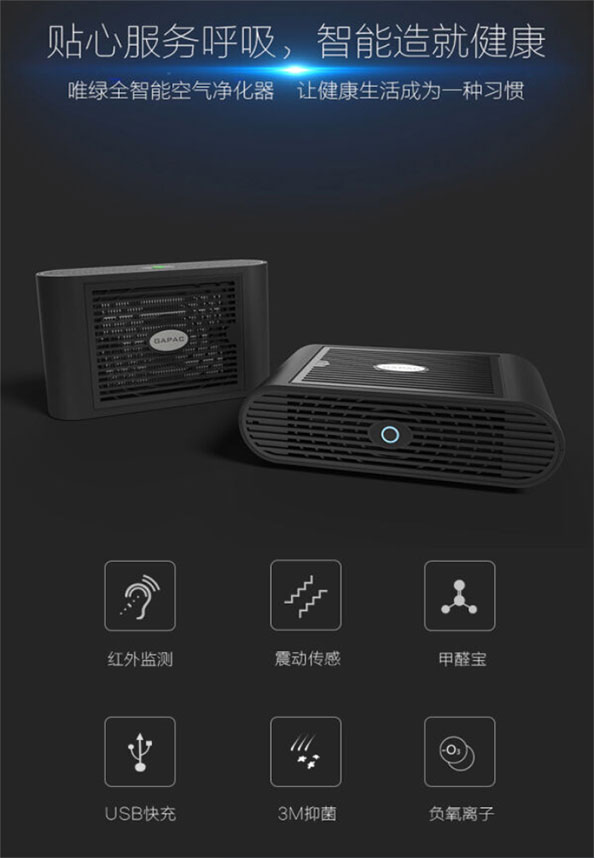 贴心服务呼吸，智能造就健康
唯绿全智能空气净化器 让健康生活成为一种习惯
GAPAC
红外监测
震动传感
甲醛宝
USB快充
-O₃
3M抑菌
负氧离子